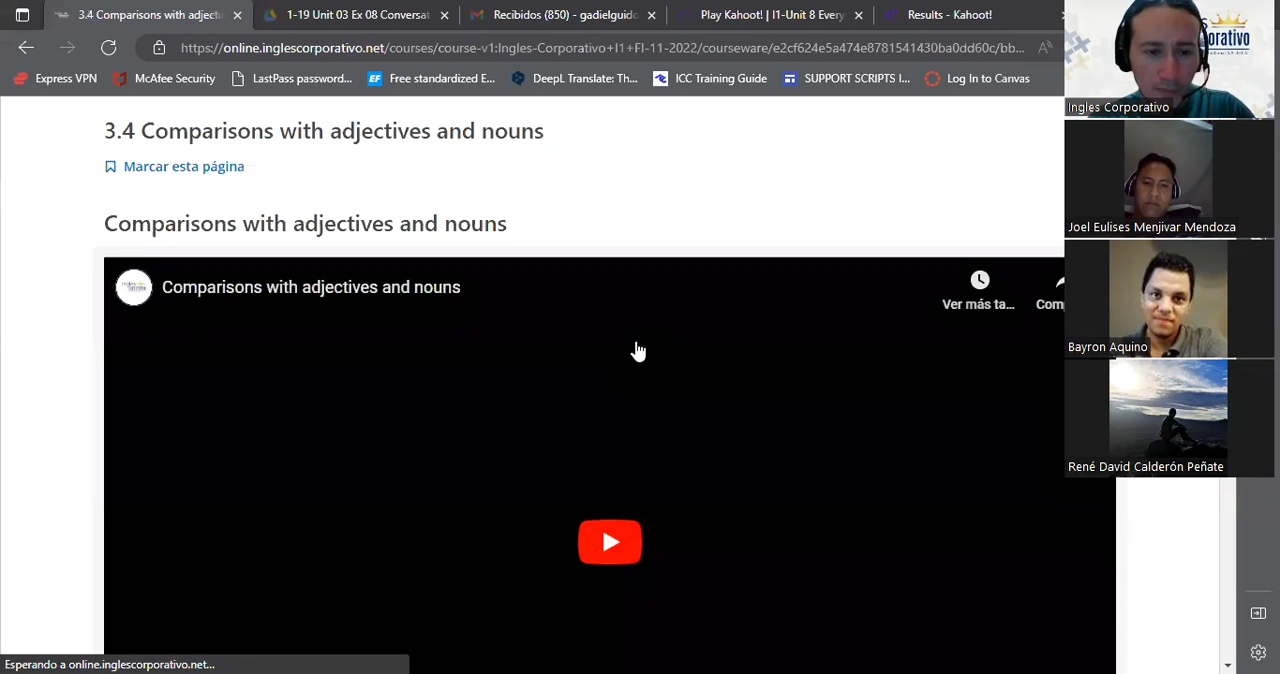 3.4 Comparisons with adjecti
1-19 Unit 03 Ex 08 Conversat
Recibidos (850) - gadielguido
Play Kahoot! | I1-Unit 8 Every
Results - Kahoot!
https://online.inglescorporativo.net/courses/course-v1:Ingles-Corporativo+I1+FI-11-2022/courseware/e2cf624e5a474e8781541430ba0dd60c/bb...
Express VPN
McAfee Security
LastPass password...
Free standardized E...
DeepL Translate: Th...
ICC Training Guide
SUPPORT SCRIPTS I...
Log In to Canvas
3.4 Comparisons with adjectives and nouns
Marcar esta página
Comparisons with adjectives and nouns
Comparisons with adjectives and nouns
Ver más ta...
Com
Ingles Corporativo
Joel Eulises Menjivar Mendoza
Bayron Aquino
René David Calderón Peñate
Esperando a online.inglescorporativo.net...